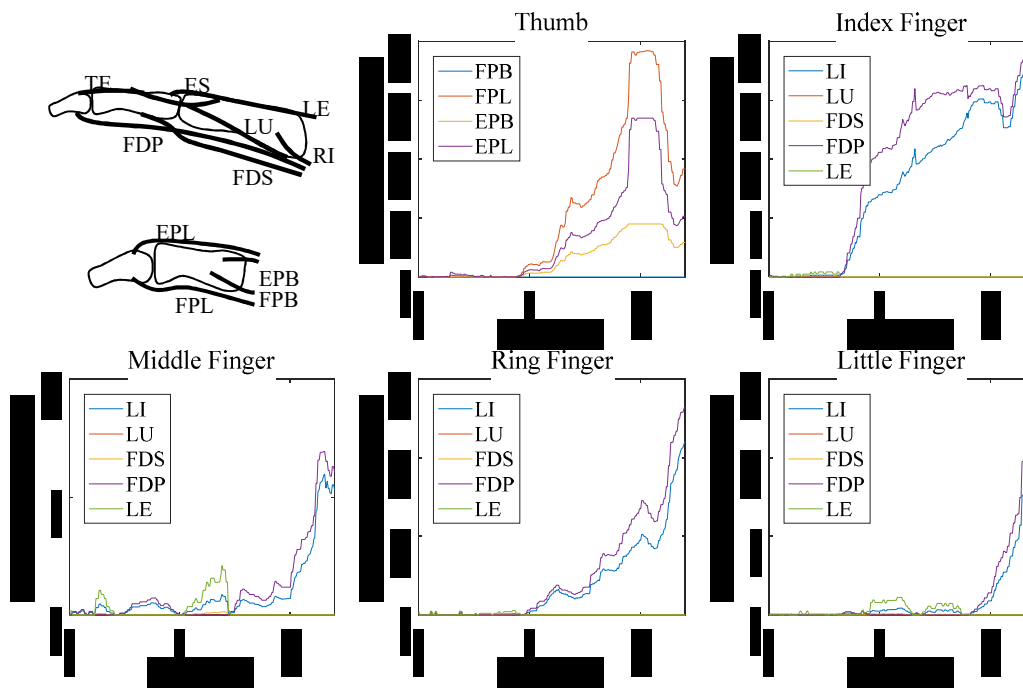 TE
ES
LE
LU
FDP
RI
FDS
EPL
EPB
FPB
FPL
Thumb
FPB
FPL
EPB
EPL
Index Finger
LI
LU
FDS
FDP
LE
Middle Finger
LI
LU
FDS
FDP
LE
Ring Finger
LI
LU
FDS
FDP
LE
Little Finger
LI
LU
FDS
FDP
LE